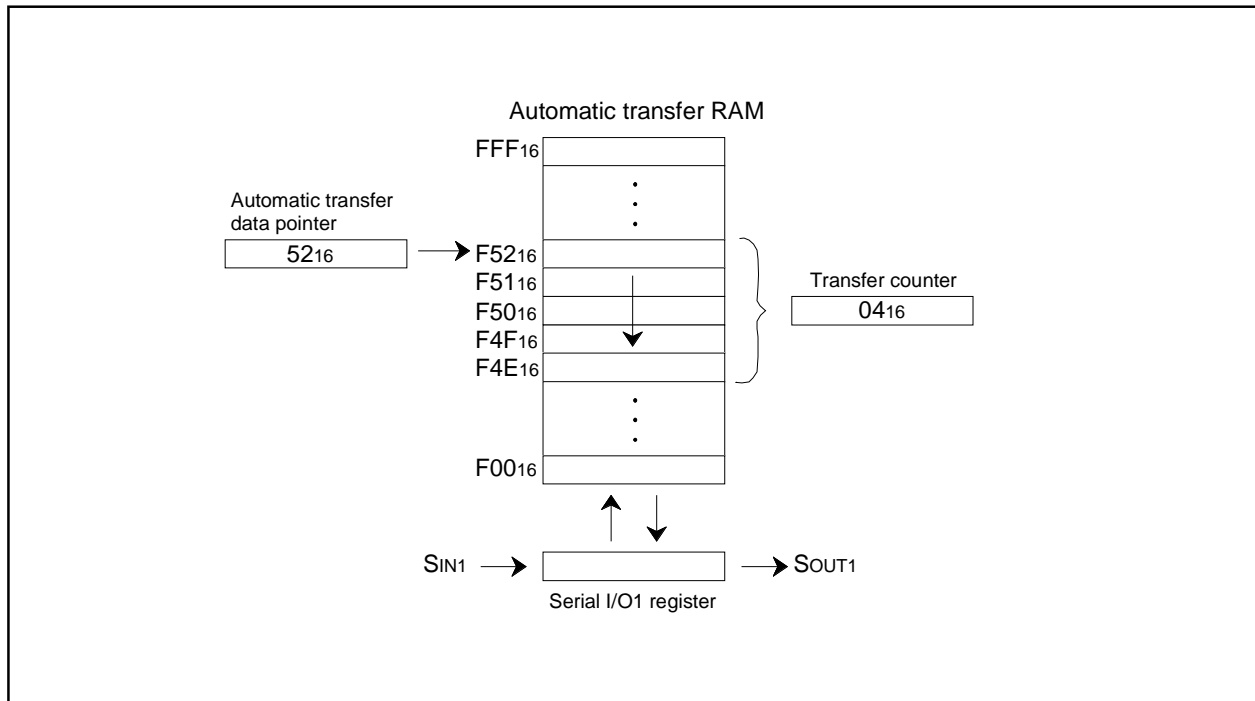 Automatic transfer RAM
FFF16
Automatic transfer
data pointer
5216
F5216
F5116
F5016
F4F16
F4E16
Transfer counter
0416
F0016
SIN1
SOUT1
Serial I/O1 register